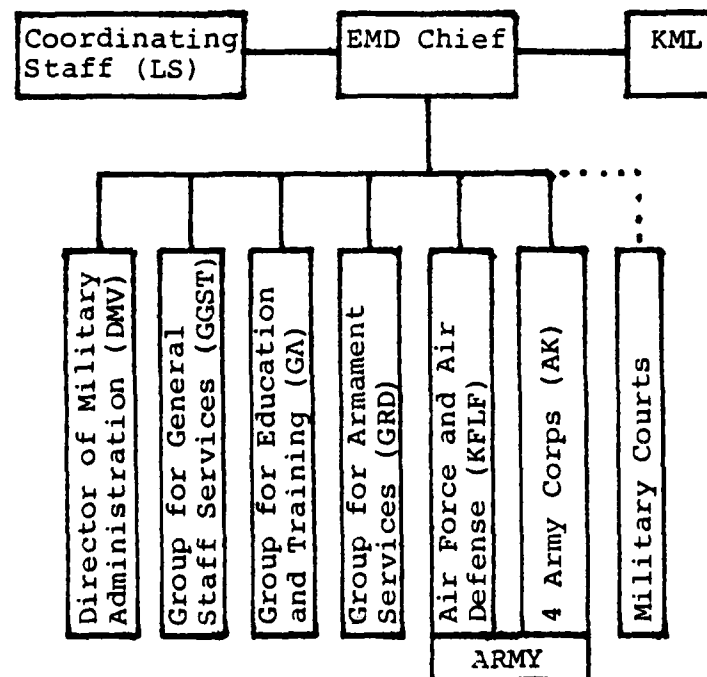 Coordinating
Staff (LS)
EMD Chief
KML
Director of Military
Administration (DMV)
Group for General
Staff Services (GGST)
Group for Education
and Training (GA)
Group for Armament
Services (GRD)
Air Force and Air
Defense (KFLF)
4 Army Corps (AK)
Military Courts
ARMY